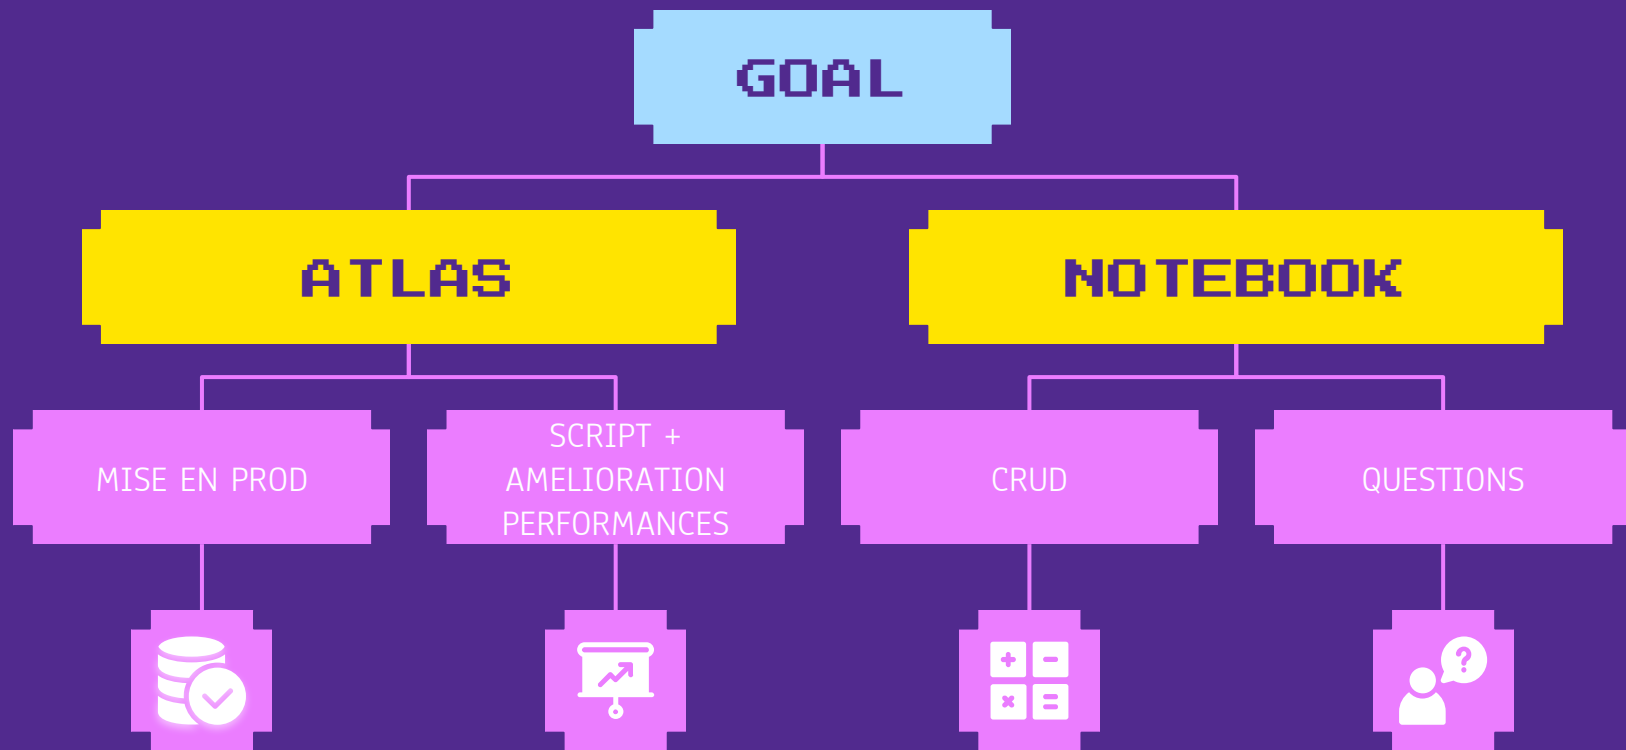 GOAL
ATLAS
NOTEBOOK
MISE EN PROD
SCRIPT +
AMELIORATION
PERFORMANCES
CRUD
QUESTIONS
?